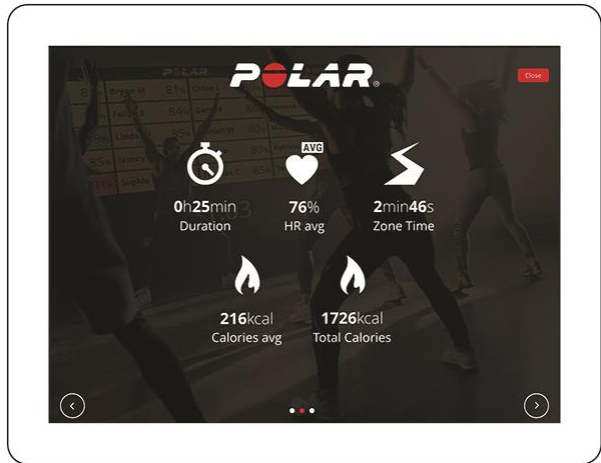 POLAR®
Close
AVG
0h25min
Duration
76%
HR avg
2min46s
Zone Time
216kcal
Calories avg
1726kcal
Total Calories